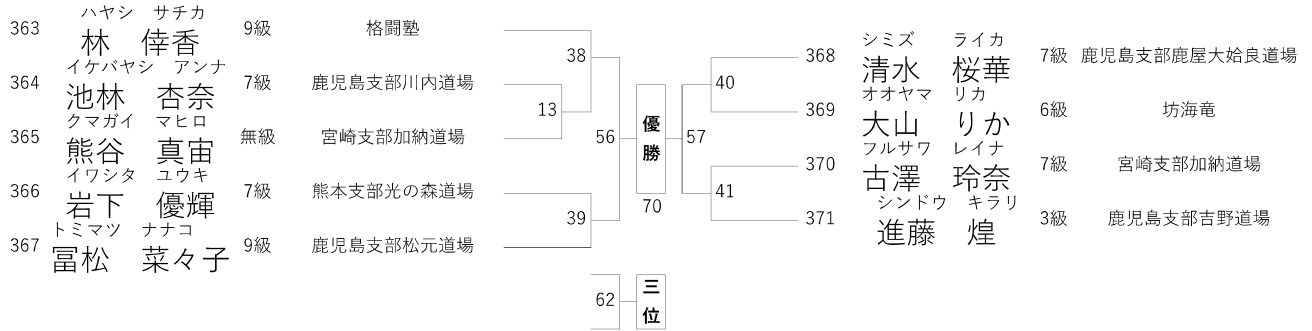 ハヤシ サチカ
363 林 倖香 9級 格闘塾
イケバヤシ アンナ
364 池林 杏奈 7級 鹿児島支部川内道場
クマガイ マヒロ
365 熊谷 真宙 無級 宮崎支部加納道場
イワシタ ユウキ
366 岩下 優輝 7級 熊本支部光の森道場
トミマツ ナナコ
367 冨松 菜々子 9級 鹿児島支部松元道場
38
13
56
39
優勝
70
57
40
41
シミズ ライカ
368 清水 桜華 7級 鹿児島支部鹿屋大姶良道場
オオヤマ リカ
369 大山 りか 6級 坊海竜
フルサワ レイナ
370 古澤 玲奈 7級 宮崎支部加納道場
シンドウ キラリ
371 進藤 煌 3級 鹿児島支部吉野道場
62
三位